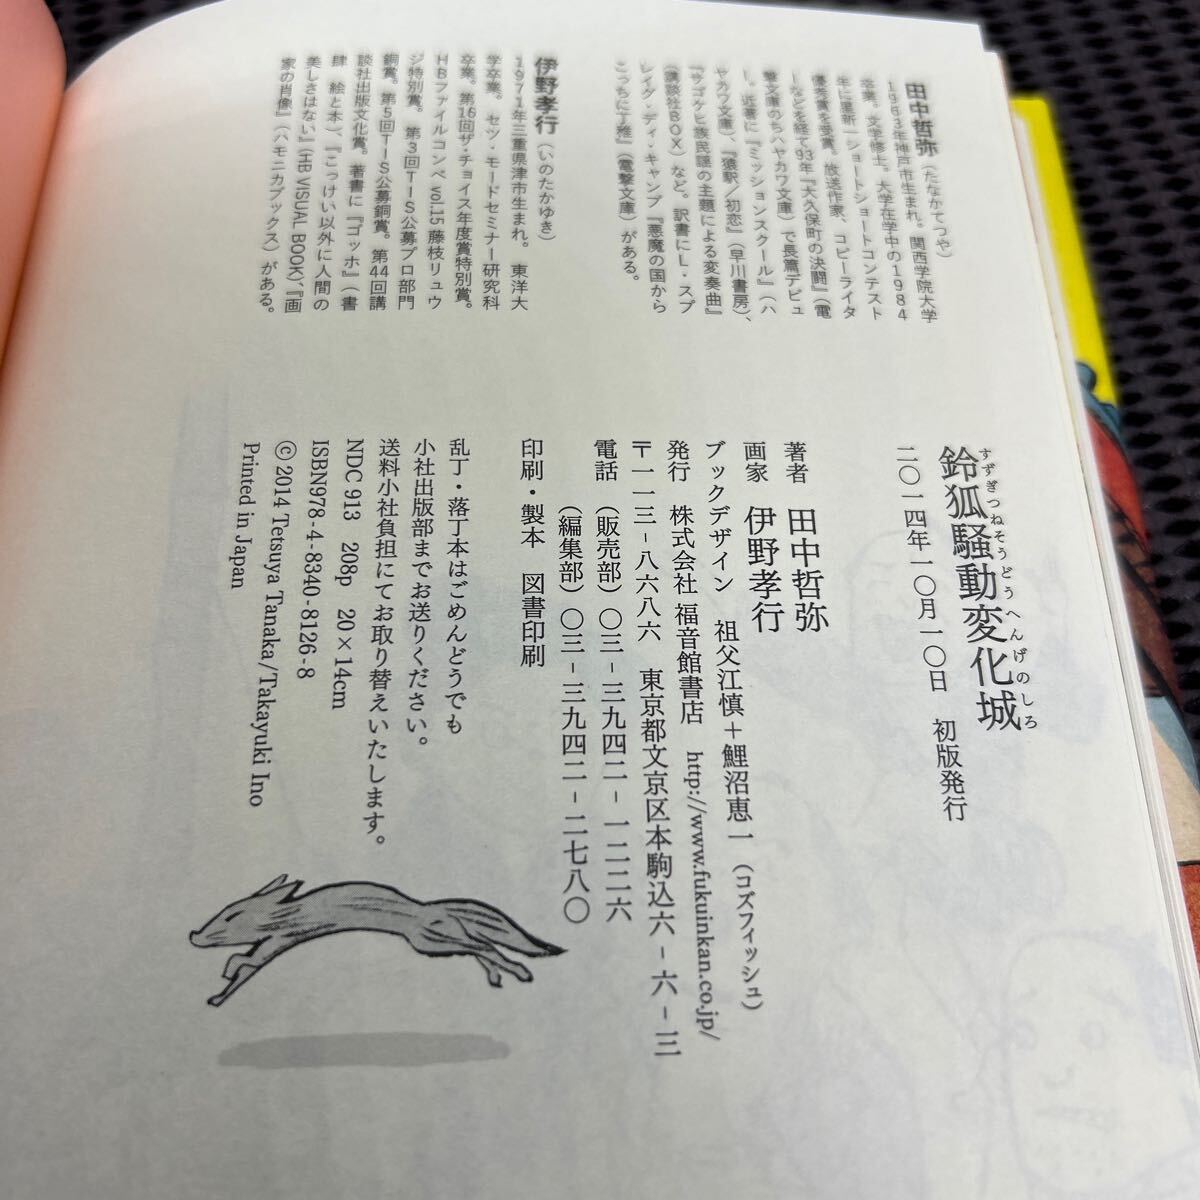 田中哲弥（たなかてつや）
1963年神戸市生まれ。関西学院大学
卒業。文学修士。大学在学中の1984
年に星新一ショートショートコンテスト
優秀賞を受賞。放送作家、コピーライタ
ーなどを経て93年『大久保町の決闘』（電
撃文庫のちハヤカワ文庫）で長篇デビュ
ー。近著に『ミッションスクール』（ハ
ヤカワ文庫）、『猿駅／初恋』（早川書房）、
『サゴケヒ族民謡の主題による変奏曲』
（講談社BOX）など。訳書にL・スプ
レイグ・ディ・キャンプ『悪魔の国から
こっちに丁稚』（電撃文庫）がある。
伊野孝行（いのたかゆき）
1971年三重県津市生まれ。東洋大
学卒業。セツ・モードセミナー研究科
卒業。第16回ザ・チョイス年度賞特別賞。
HBファイルコンペvol.15 藤枝リュウ
ジ特別賞。第3回TIS公募プロ部門
銅賞。第5回TIS公募銅賞。第44回講
談社出版文化賞。著書に『ゴッホ』（書
肆 絵と本）、『こっけい以外に人間の
美しさはない』（HB VISUAL BOOK）、『画
家の肖像』（ハモニカブックス）がある。
すずぎつねそうどうへんげのしろ
鈴狐騒動変化城
二〇一四年一〇月一〇日 初版発行
著者 田中哲弥
画家 伊野孝行
ブックデザイン 祖父江慎＋鯉沼恵一（コズフィッシュ）
発行 株式会社 福音館書店 http://www.fukuinkan.co.jp/
〒一一三-八六八六 東京都文京区本駒込六-六-三
電話（販売部）〇三-三九四二-一二二六
（編集部）〇三-三九四二-二七八〇
印刷・製本 図書印刷
乱丁・落丁本はごめんどうでも
小社出版部までお送りください。
送料小社負担にてお取り替えいたします。
NDC 913 208p 20×14cm
ISBN978-4-8340-8126-8
© 2014 Tetsuya Tanaka/Takayuki Ino
Printed in Japan